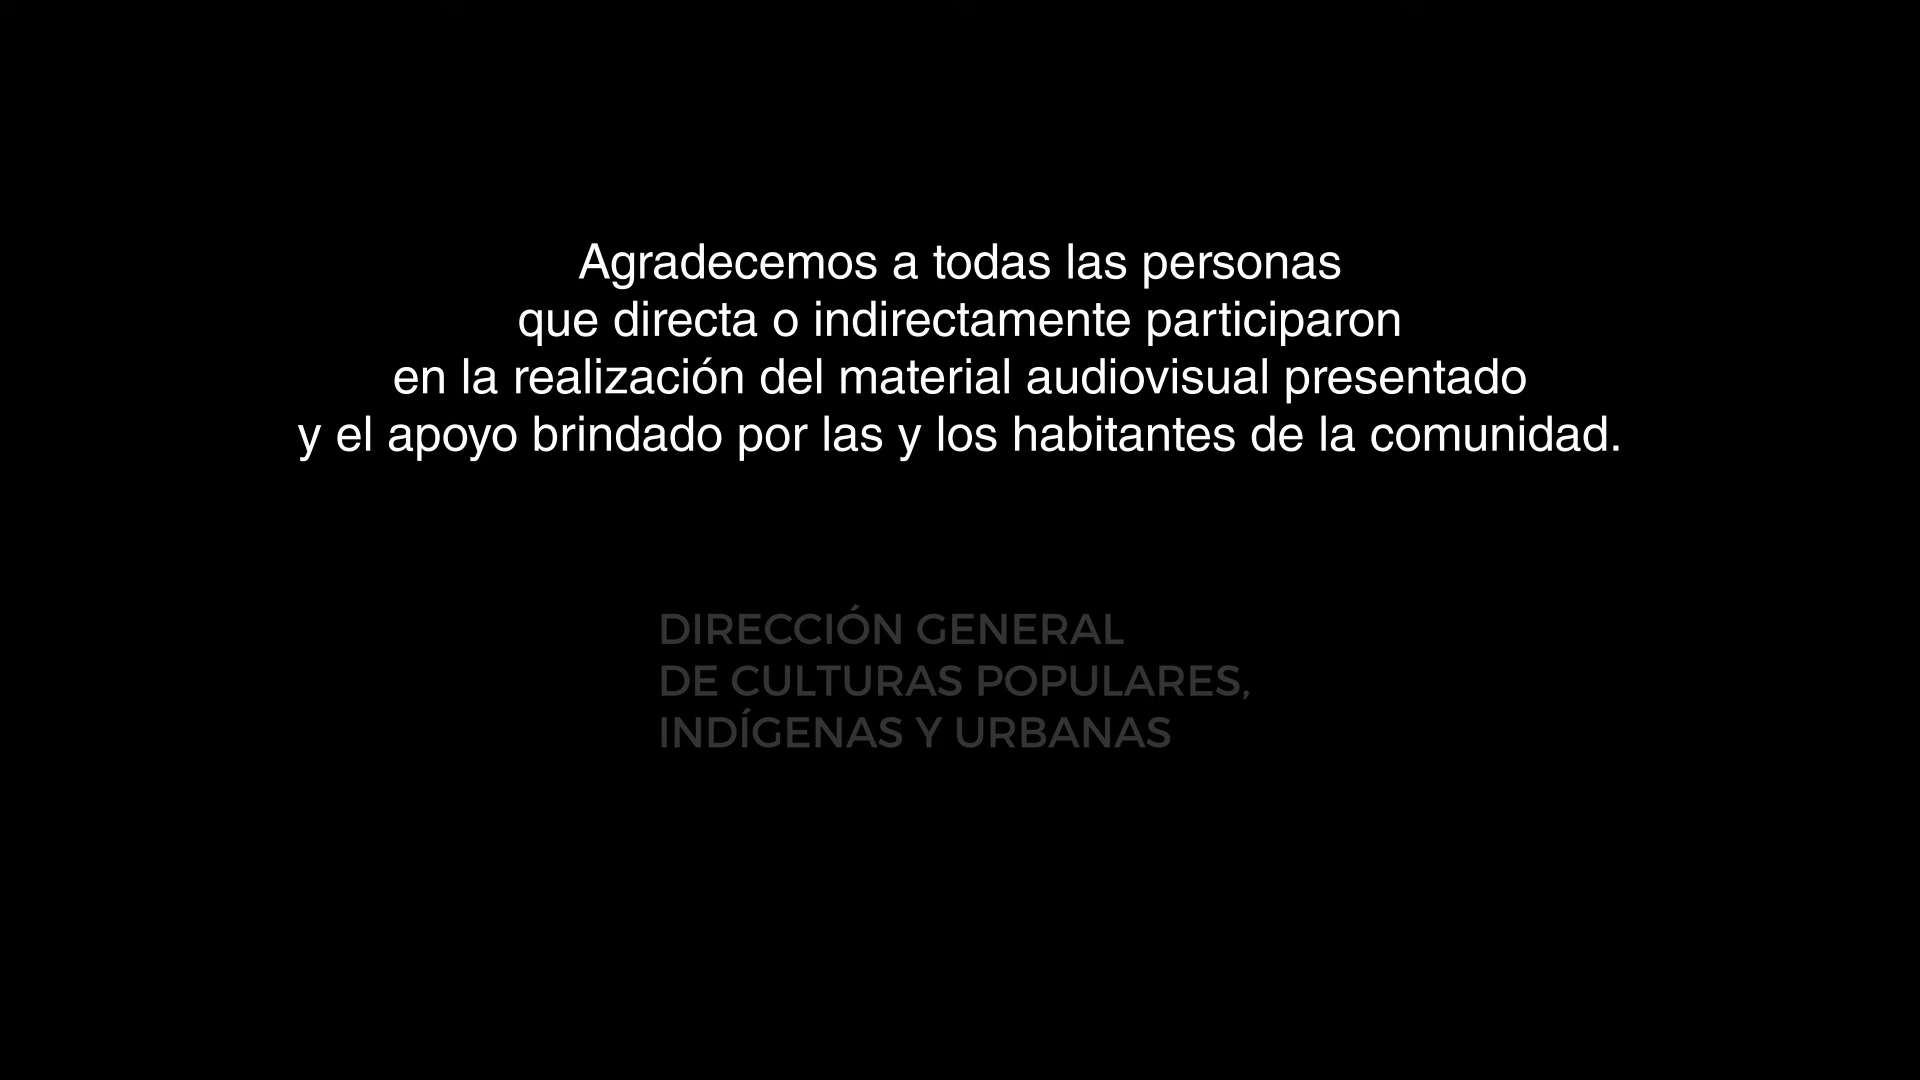 Agradecemos a todas las personas
que directa o indirectamente participaron
en la realización del material audiovisual presentado
y el apoyo brindado por las y los habitantes de la comunidad.
DIRECCIÓN GENERAL
DE CULTURAS POPULARES,
INDÍGENAS Y URBANAS